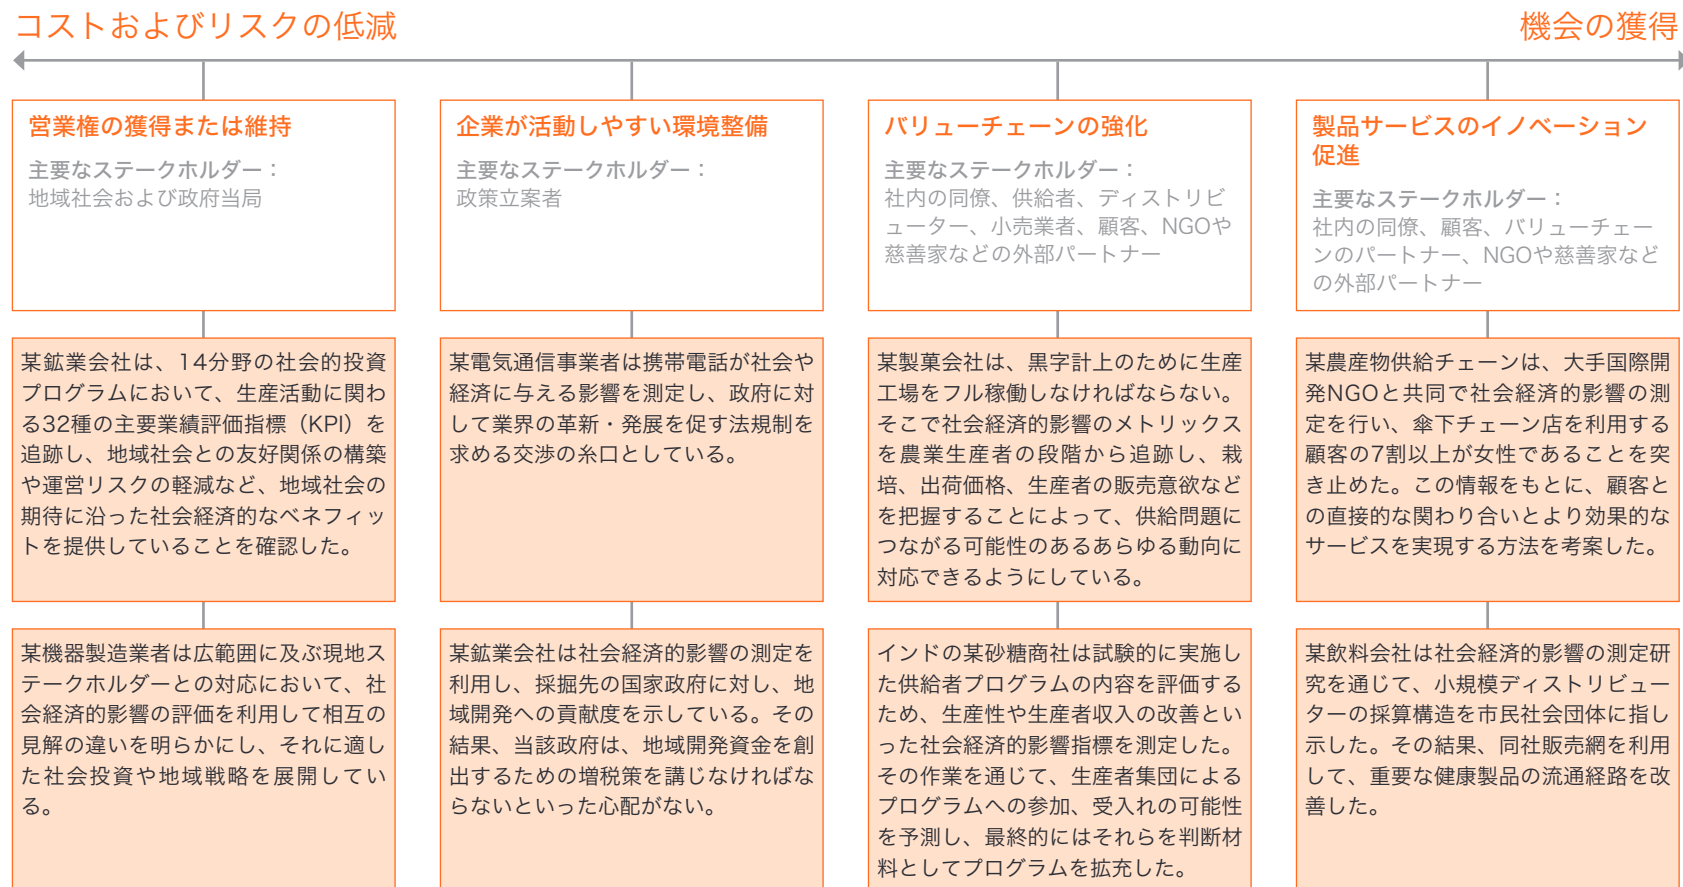 コストおよびリスクの低減
機会の獲得
営業権の獲得または維持
主要なステークホルダー：
地域社会および政府当局
企業が活動しやすい環境整備
主要なステークホルダー：
政策立案者
バリューチェーンの強化
主要なステークホルダー：
社内の同僚、供給者、ディストリビ
ューター、小売業者、顧客、NGOや
慈善家などの外部パートナー
製品サービスのイノベーション
促進
主要なステークホルダー：
社内の同僚、顧客、バリューチェー
ンのパートナー、NGOや慈善家など
の外部パートナー
某鉱業会社は、14分野の社会的投資
プログラムにおいて、生産活動に関わ
る32種の主要業績評価指標（KPI）を
追跡し、地域社会との友好関係の構築
や運営リスクの軽減など、地域社会の
期待に沿った社会経済的なベネフィッ
トを提供していることを確認した。
某電気通信事業者は携帯電話が社会や
経済に与える影響を測定し、政府に対
して業界の革新・発展を促す法規制を
求める交渉の糸口としている。
某製菓会社は、黒字計上のために生産
工場をフル稼働しなければならない。
そこで社会経済的影響のメトリックス
を農業生産者の段階から追跡し、栽
培、出荷価格、生産者の販売意欲など
を把握することによって、供給問題に
つながる可能性のあるあらゆる動向に
対応できるようにしている。
某農産物供給チェーンは、大手国際開
発NGOと共同で社会経済的影響の測
定を行い、傘下チェーン店を利用する
顧客の7割以上が女性であることを突
き止めた。この情報をもとに、顧客と
の直接的な関わり合いとより効果的な
サービスを実現する方法を考案した。
某機器製造業者は広範囲に及ぶ現地ス
テークホルダーとの対応において、社
会経済的影響の評価を利用して相互の
見解の違いを明らかにし、それに適し
た社会投資や地域戦略を展開してい
る。
某鉱業会社は社会経済的影響の測定を
利用し、採掘先の国家政府に対し、地
域開発への貢献度を示している。その
結果、当該政府は、地域開発資金を創
出するための増税策を講じなければな
らないといった心配がない。
インドの某砂糖商社は試験的に実施し
た供給者プログラムの内容を評価する
ため、生産性や生産者収入の改善とい
った社会経済的影響指標を測定した。
その作業を通じて、生産者集団による
プログラムへの参加、受入れの可能性
を予測し、最終的にはそれらを判断材
料としてプログラムを拡充した。
某飲料会社は社会経済的影響の測定研
究を通じて、小規模ディストリビュー
ターの採算構造を市民社会団体に指し
示した。その結果、同社販売網を利用
して、重要な健康製品の流通経路を改
善した。